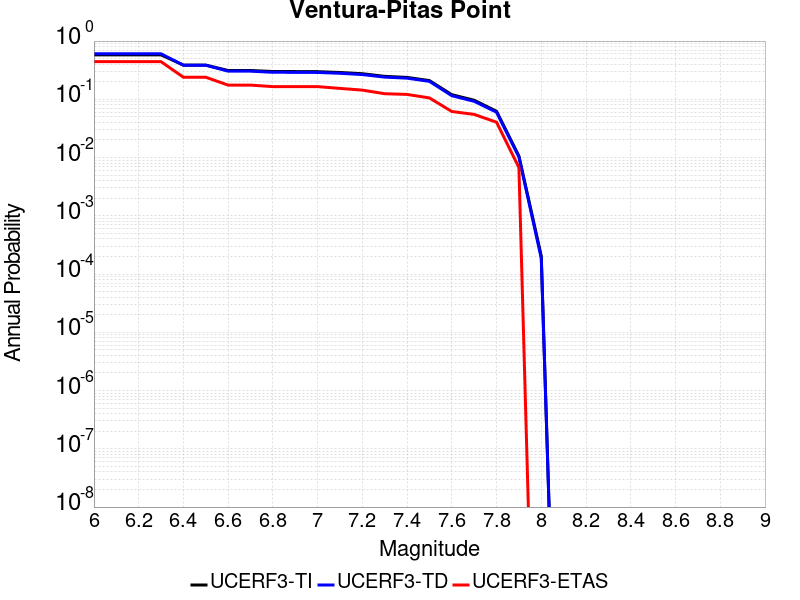 Ventura-Pitas Point
Annual Probability
10^0
10^-1
10^-2
10^-3
10^-4
10^-5
10^-6
10^-7
10^-8
6 6.2 6.4 6.6 6.8 7 7.2 7.4 7.6 7.8 8 8.2 8.4 8.6 8.8 9
Magnitude
UCERF3-TI UCERF3-TD UCERF3-ETAS